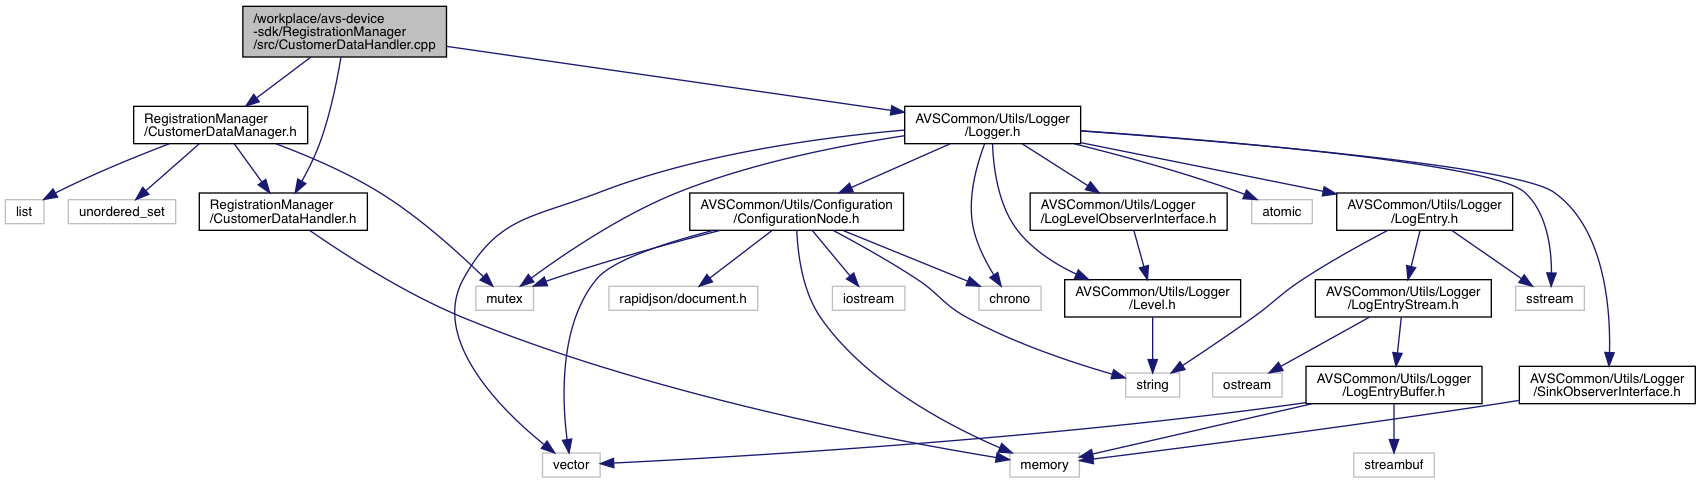 /workplace/avs-device
-sdk/RegistrationManager
/src/CustomerDataHandler.cpp
RegistrationManager
/CustomerDataManager.h
AVSCommon/Utils/Logger
/Logger.h
list
unordered_set
RegistrationManager
/CustomerDataHandler.h
AVSCommon/Utils/Configuration
/ConfigurationNode.h
AVSCommon/Utils/Logger
/LogLevelObserverInterface.h
atomic
AVSCommon/Utils/Logger
/LogEntry.h
mutex
rapidjson/document.h
iostream
chrono
AVSCommon/Utils/Logger
/Level.h
AVSCommon/Utils/Logger
/LogEntryStream.h
sstream
string
ostream
AVSCommon/Utils/Logger
/LogEntryBuffer.h
AVSCommon/Utils/Logger
/SinkObserverInterface.h
vector
memory
streambuf